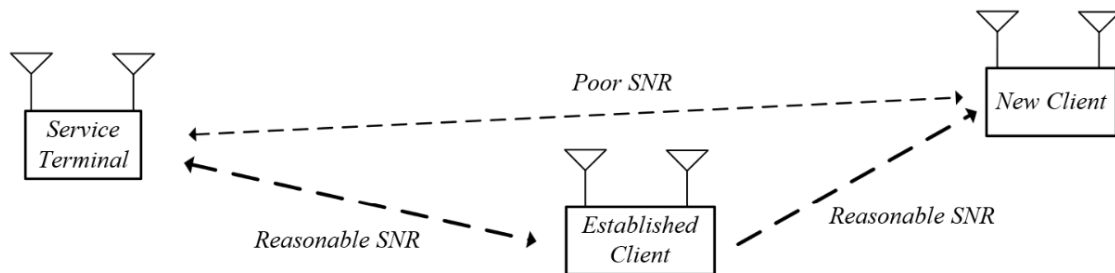 Poor SNR
New Client
Service
Terminal
Reasonable SNR
Established
Client
Reasonable SNR